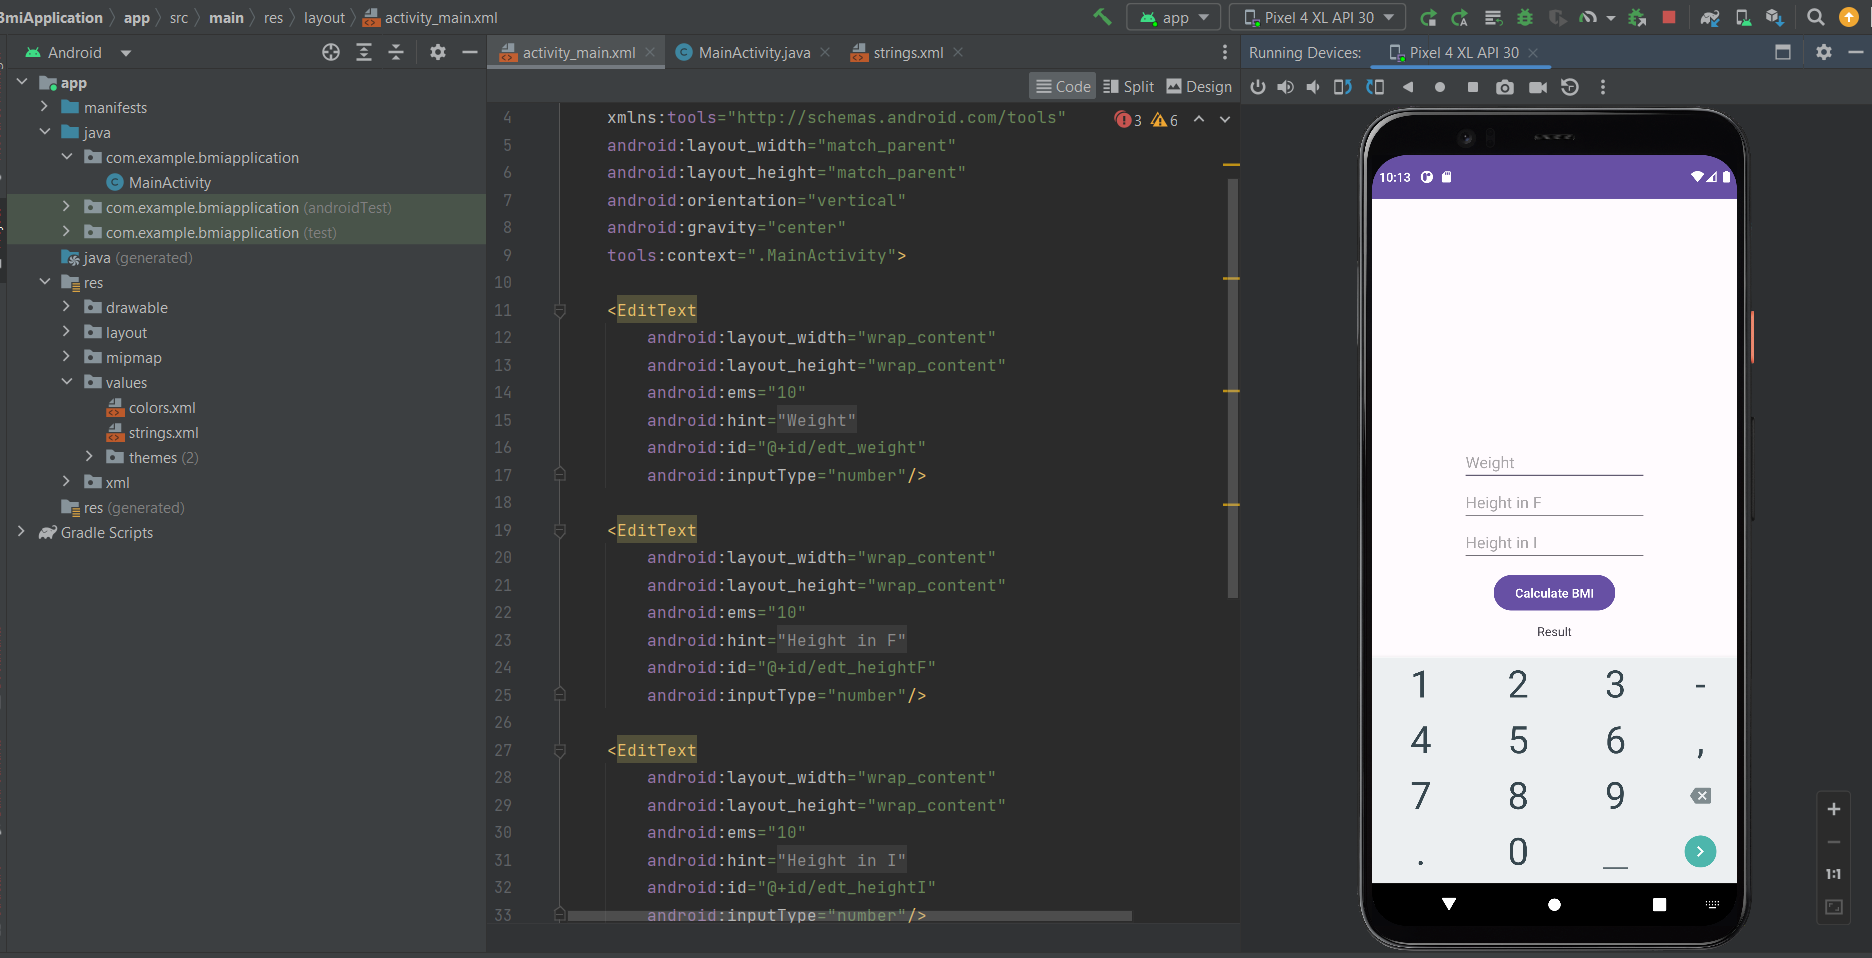 BmiApplication app src main res layout activity_main.xml
app Pixel 4 XL API 30
Android
activity_main.xml MainActivity.java strings.xml
Running Devices: Pixel 4 XL API 30
Code Split Design
app
manifests
java
com.example.bmiapplication
MainActivity
com.example.bmiapplication (androidTest)
com.example.bmiapplication (test)
java (generated)
res
drawable
layout
mipmap
values
colors.xml
strings.xml
themes (2)
xml
res (generated)
Gradle Scripts
3 6
4 xmlns:tools="http://schemas.android.com/tools"
5 android:layout_width="match_parent"
6 android:layout_height="match_parent"
7 android:orientation="vertical"
8 android:gravity="center"
9 tools:context=".MainActivity">
10
11 <EditText
12 android:layout_width="wrap_content"
13 android:layout_height="wrap_content"
14 android:ems="10"
15 android:hint="Weight"
16 android:id="@+id/edt_weight"
17 android:inputType="number"/>
18
19 <EditText
20 android:layout_width="wrap_content"
21 android:layout_height="wrap_content"
22 android:ems="10"
23 android:hint="Height in F"
24 android:id="@+id/edt_heightF"
25 android:inputType="number"/>
26
27 <EditText
28 android:layout_width="wrap_content"
29 android:layout_height="wrap_content"
30 android:ems="10"
31 android:hint="Height in I"
32 android:id="@+id/edt_heightI"
33 android:inputType="number"/>
10:13
Weight
Height in F
Height in I
Calculate BMI
Result
1 2 3 -
4 5 6 ,
7 8 9
. 0 _
1:1